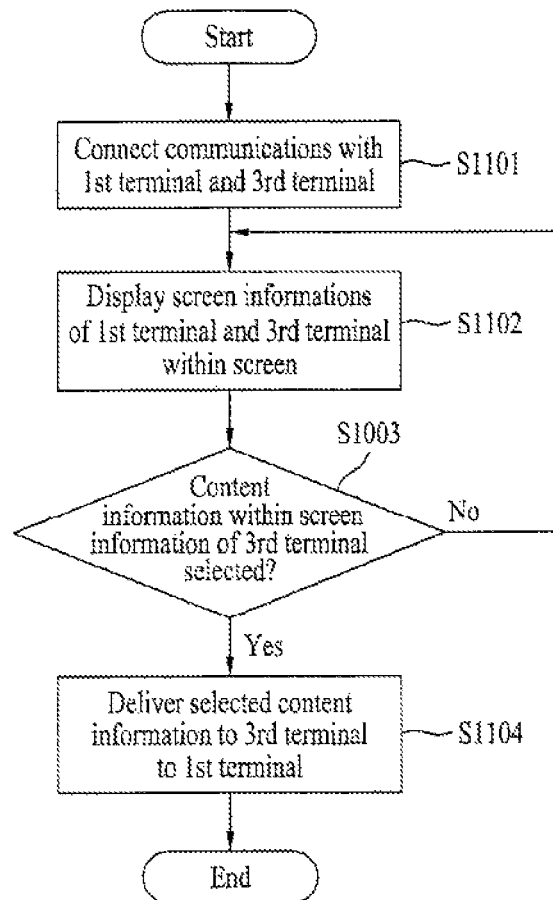 Start
Connect communications with
1st terminal and 3rd terminal
S1101
Display screen informations
of 1st terminal and 3rd terminal
within screen
S1102
S1003
Content
information within screen
information of 3rd terminal
selected?
No
Yes
Deliver selected content
information to 3rd terminal
to 1st terminal
S1104
End